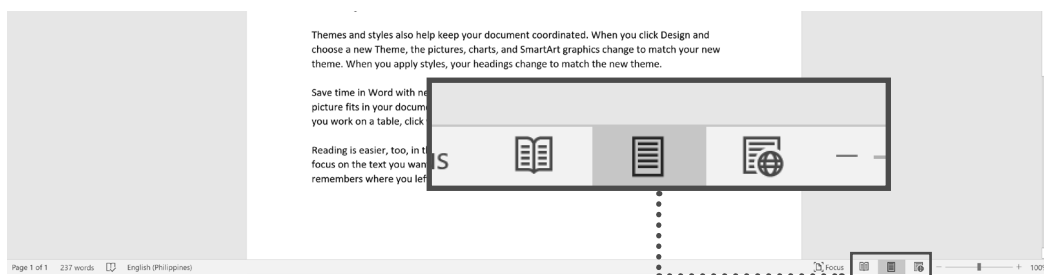 Themes and styles also help keep your document coordinated. When you click Design and
choose a new Theme, the pictures, charts, and SmartArt graphics change to match your new
theme. When you apply styles, your headings change to match the new theme.
Save time in Word with
picture fits in your
you work on a table, click
Reading is easier, too, in
focus on the text you
remembers where you
Page 1 of 1 237 words English (Philippines) Focus 100%